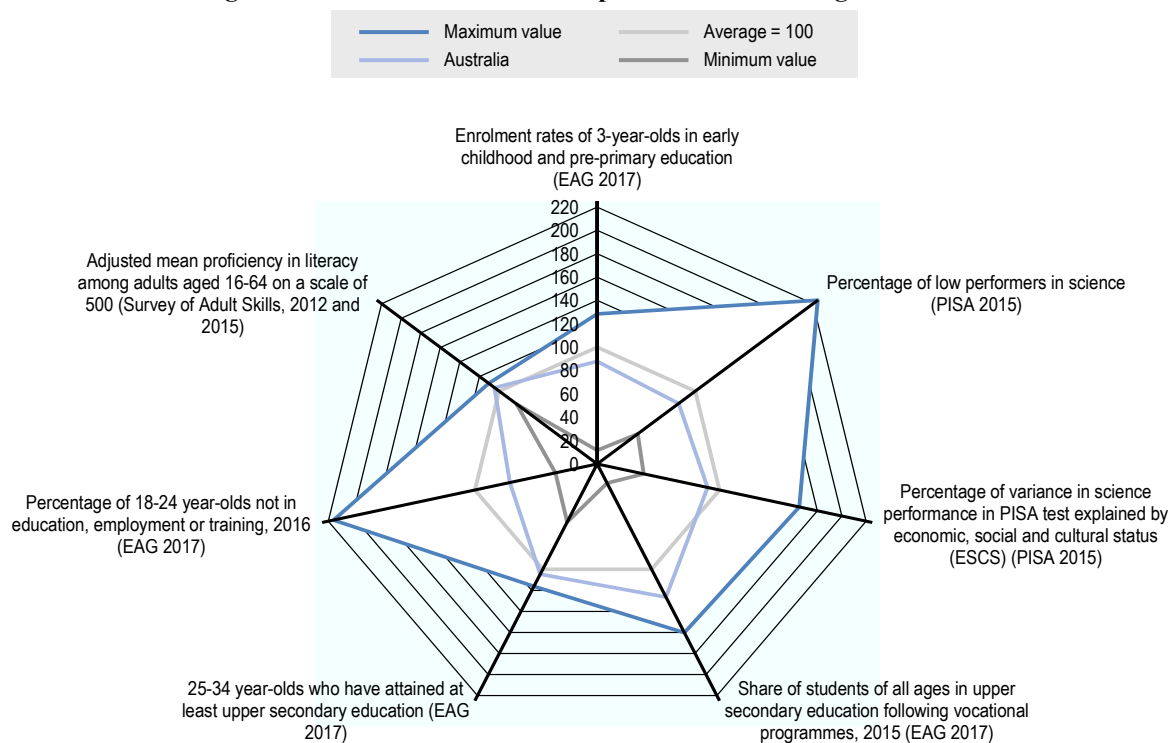 Maximum value
Average = 100
Australia
Minimum value
Enrolment rates of 3-year-olds in early
childhood and pre-primary education
(EAG 2017)
220
200
180
160
140
120
100
80
60
40
20
0
Percentage of low performers in science
(PISA 2015)
Percentage of variance in science
performance in PISA test explained by
economic, social and cultural status
(ESCS) (PISA 2015)
Share of students of all ages in upper
secondary education following vocational
programmes, 2015 (EAG 2017)
25-34 year-olds who have attained at
least upper secondary education (EAG
2017)
Percentage of 18-24 year-olds not in
education, employment or training, 2016
(EAG 2017)
Adjusted mean proficiency in literacy
among adults aged 16-64 on a scale of
500 (Survey of Adult Skills, 2012 and
2015)